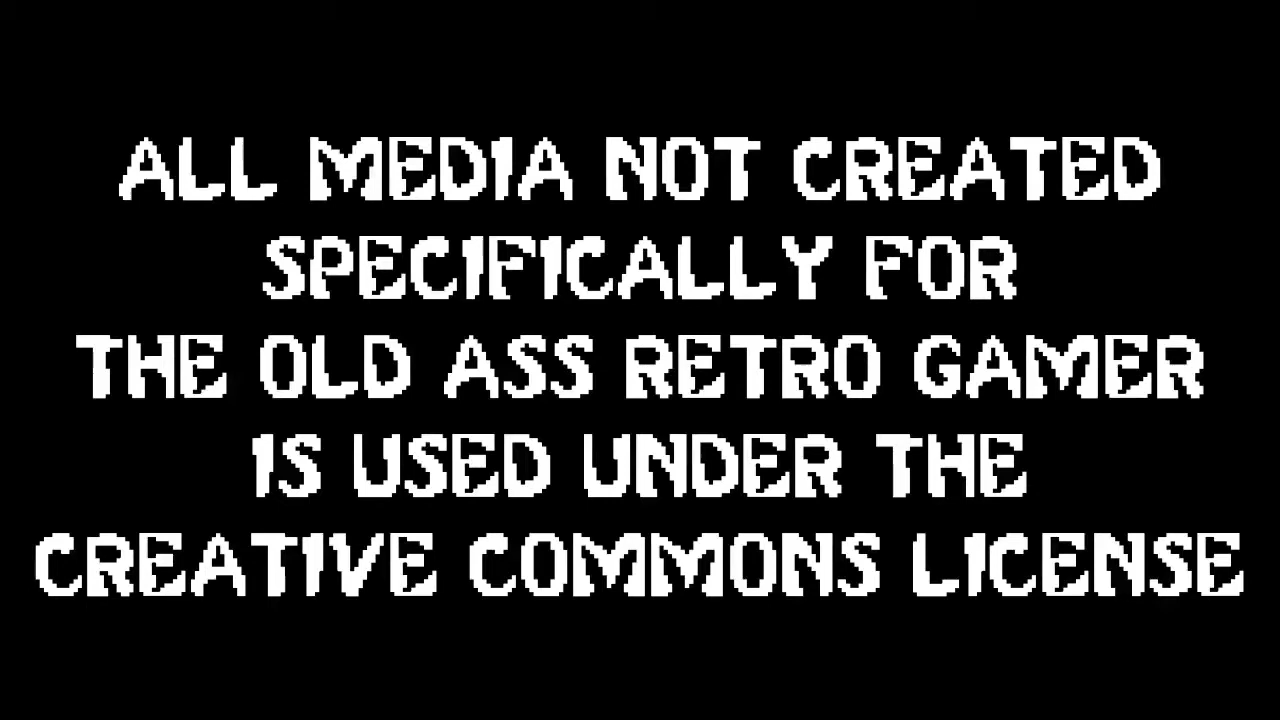 ALL MEDIA NOT CREATED
SPECIFICALLY FOR
THE OLD ASS RETRO GAMER
IS USED UNDER THE
CREATIVE COMMONS LICENSE